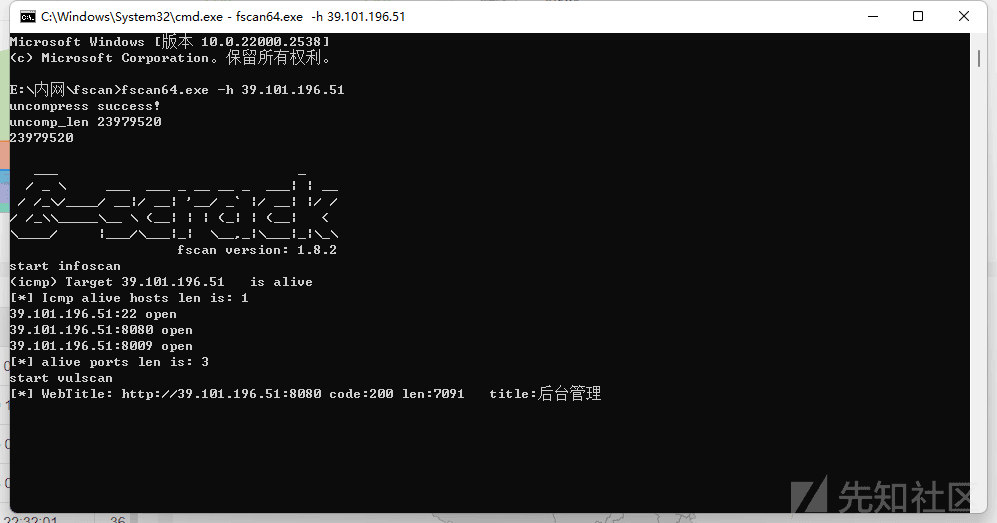 C:\Windows\System32\cmd.exe - fscan64.exe -h 39.101.196.51
Microsoft Windows [版本 10.0.22000.2538]
(c) Microsoft Corporation。保留所有权利。
E:\内网\fscan>fscan64.exe -h 39.101.196.51
uncompress success!
uncomp_len 23979520
23979520
fscan version: 1.8.2
start infoscan
(icmp) Target 39.101.196.51   is alive
[*] Icmp alive hosts len is: 1
39.101.196.51:22 open
39.101.196.51:8080 open
39.101.196.51:8009 open
[*] alive ports len is: 3
start vulscan
[*] WebTitle: http://39.101.196.51:8080 code:200 len:7091   title:后台管理
先知社区
22:32:01 36